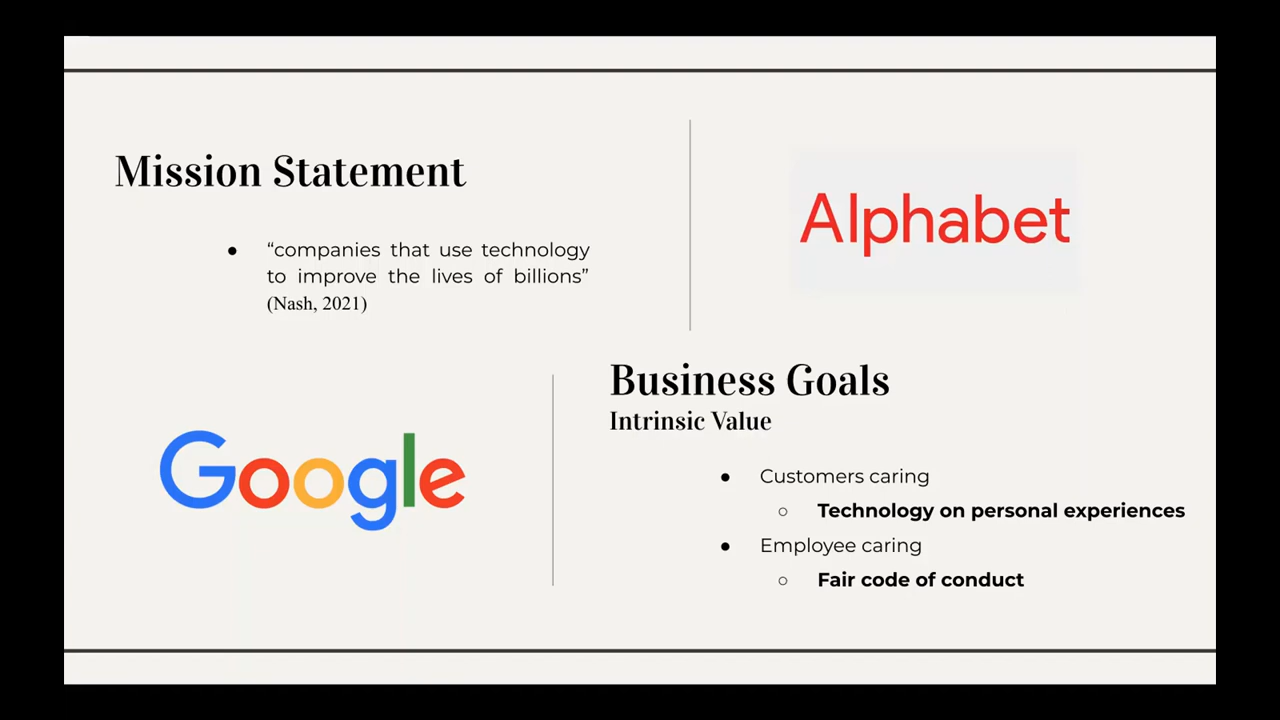 Mission Statement
“companies that use technology
to improve the lives of billions”
(Nash, 2021)
Alphabet
Google
Business Goals
Intrinsic Value
Customers caring
Technology on personal experiences
Employee caring
Fair code of conduct